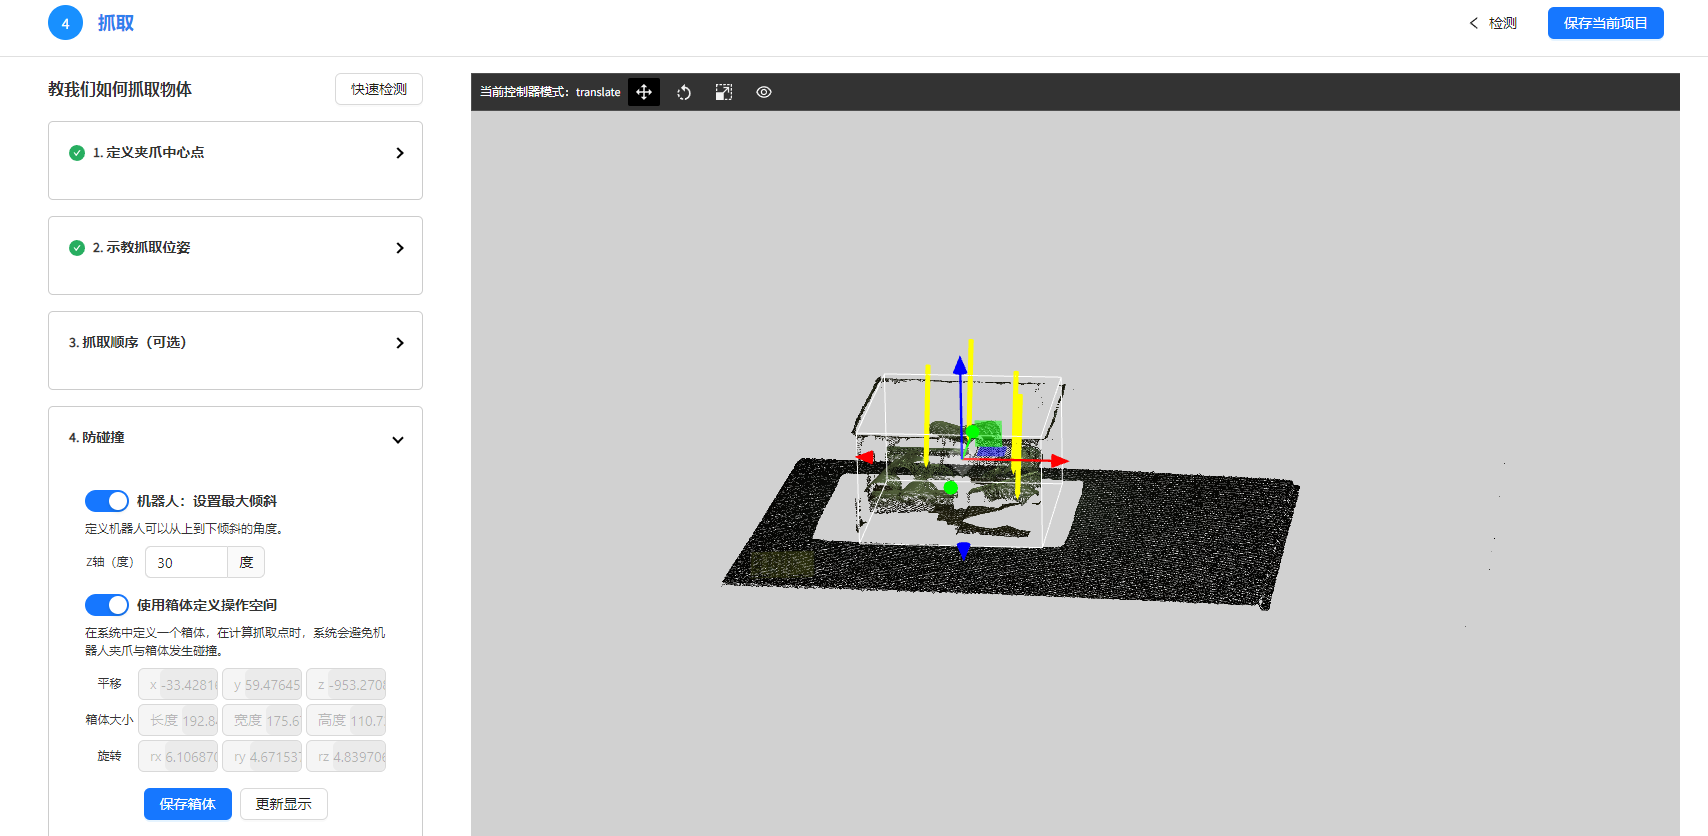 4 抓取
检测
保存当前项目
教我们如何抓取物体
快速检测
当前控制器模式：translate
1. 定义夹爪中心点
2. 示教抓取位姿
3. 抓取顺序（可选）
4. 防碰撞
机器人：设置最大倾斜
定义机器人可以从上到下倾斜的角度。
Z轴（度） 30 度
使用箱体定义操作空间
在系统中定义一个箱体，在计算抓取点时，系统会避免机
器人夹爪与箱体发生碰撞。
平移 x -33.42816 y 59.47645 z -953.2708
箱体大小 长度 192.84 宽度 175.67 高度 110.7
旋转 rx 6.106870 ry 4.671537 rz 4.839706
保存箱体 更新显示